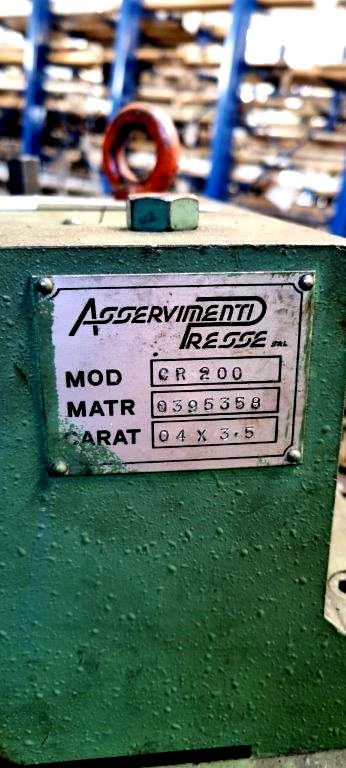 ASSERVIMENTI
PRESSE SRL
MOD CR 200
MATR 0395358
CARAT 04 X 3.5